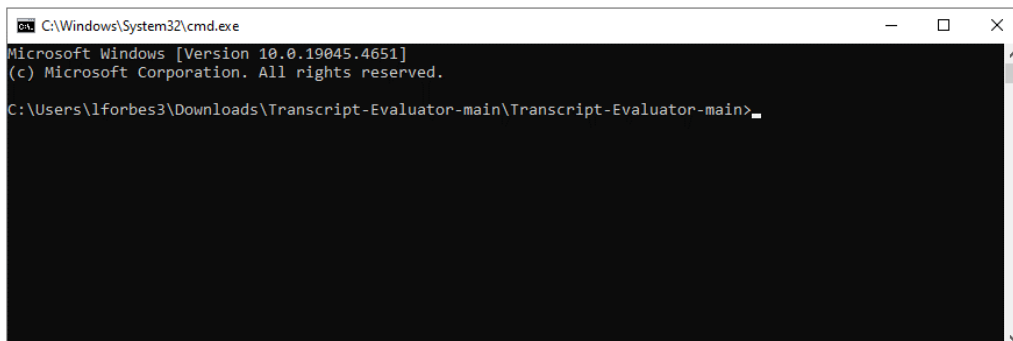 C:\Windows\System32\cmd.exe
Microsoft Windows [Version 10.0.19045.4651]
(c) Microsoft Corporation. All rights reserved.
C:\Users\lforbes3\Downloads\Transcript-Evaluator-main\Transcript-Evaluator-main>